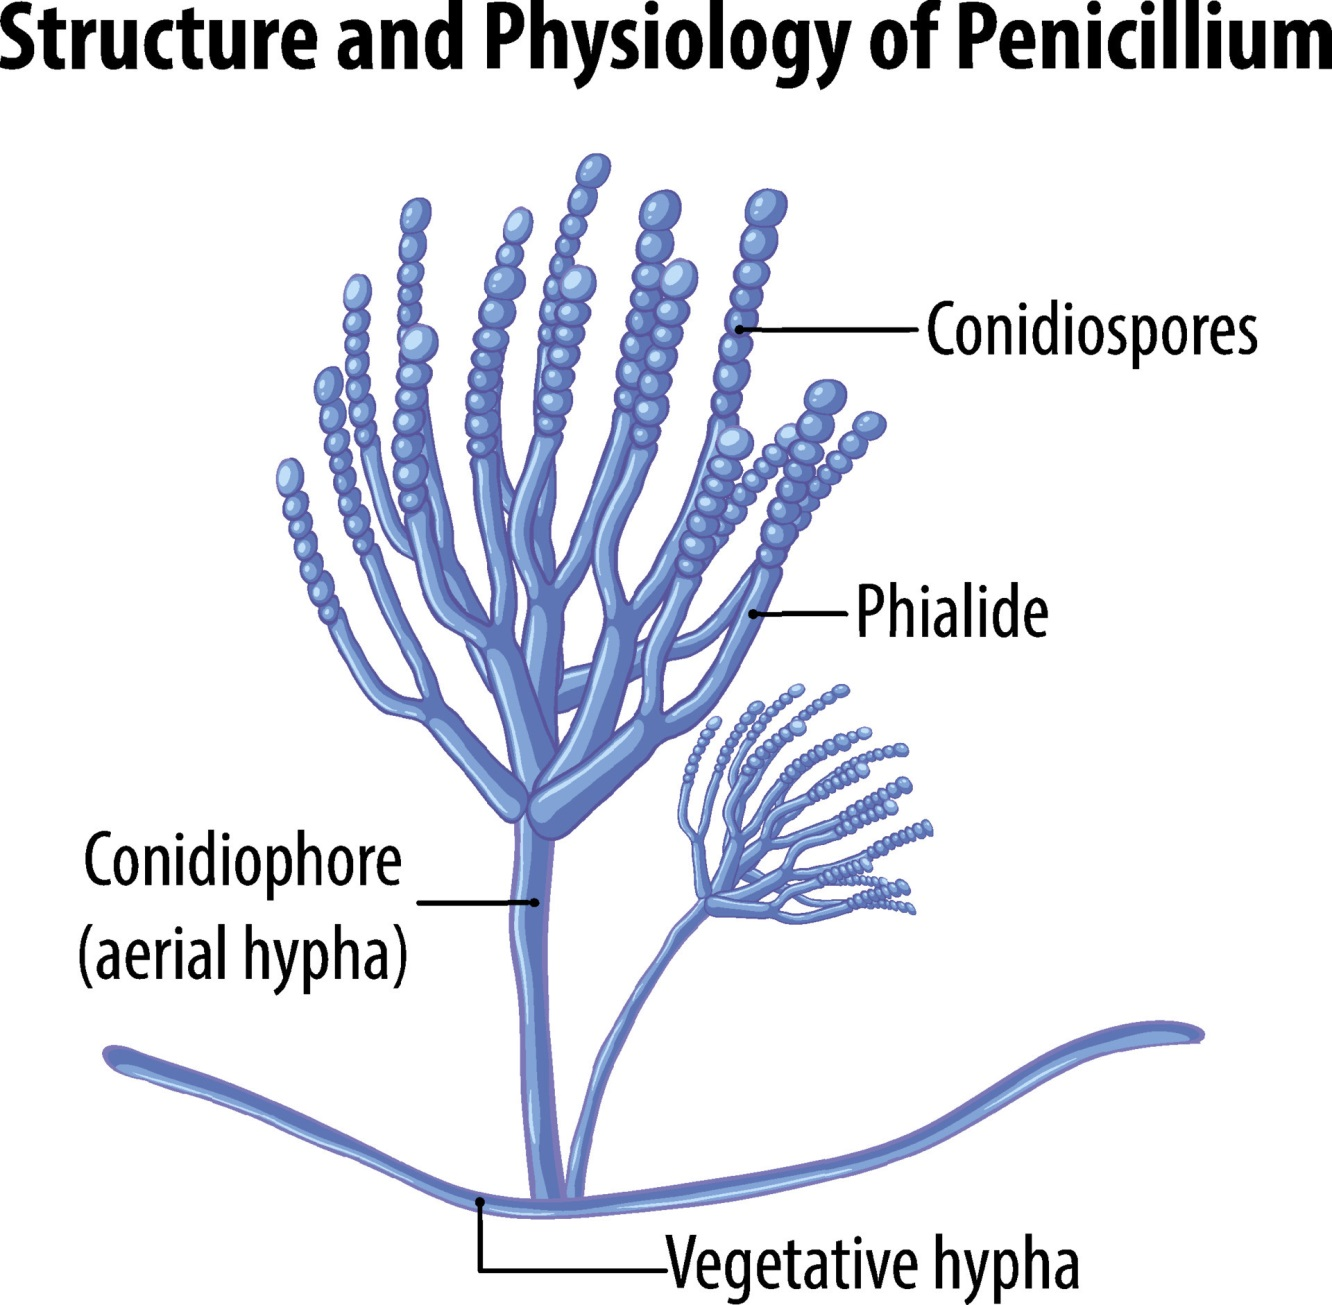 Structure and Physiology of Penicillium
Conidiospores
Phialide
Conidiophore
(aerial hypha)
Vegetative hypha